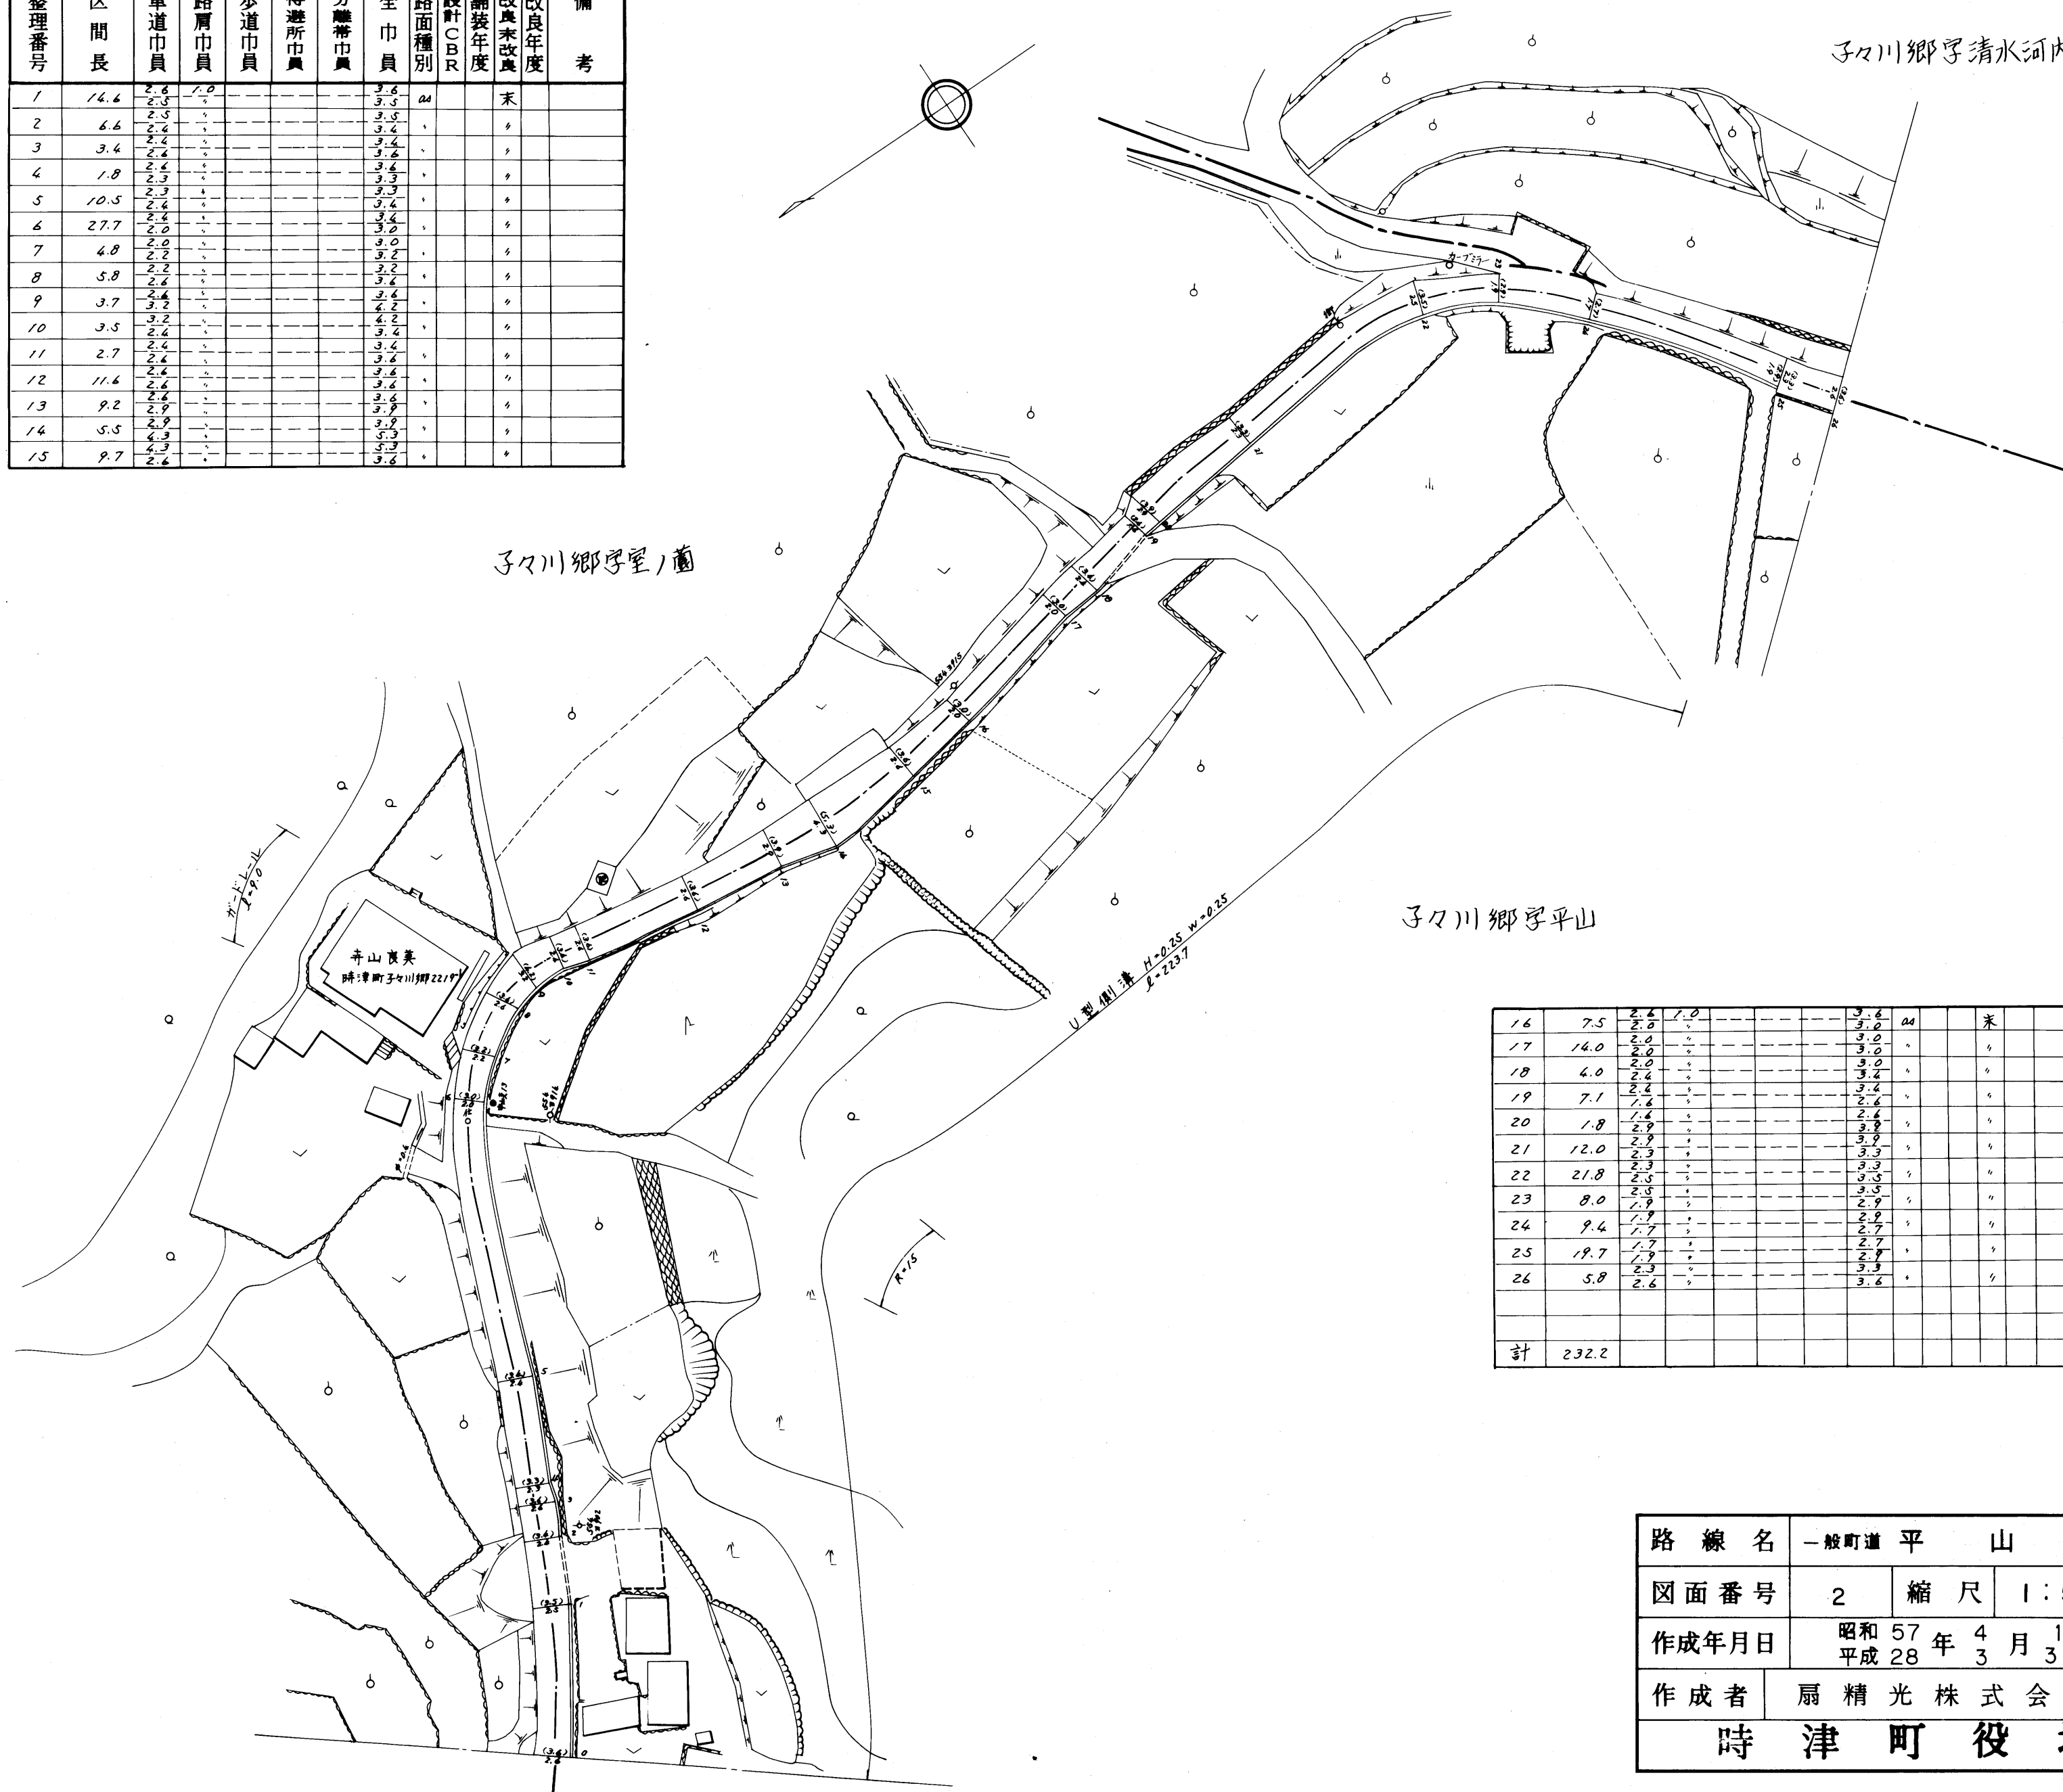 整理番号 区間長 車道巾員 路肩巾員 歩道巾員 待避所巾員 分離帯巾員 全巾員 路面種別 設計CBR 舗装年度 改良未改良 改良年度 備考
1 14.6 2.6 1.0 3.6 as 未
2.5 〃 3.5
2 6.6 2.5 〃 3.5 〃 〃
2.4 〃 3.4
3 3.4 2.4 〃 3.4 〃 〃
2.6 〃 3.6
4 1.8 2.6 〃 3.6 〃 〃
2.3 〃 3.3
5 10.5 2.3 〃 3.3 〃 〃
2.4 〃 3.4
6 27.7 2.4 〃 3.4 〃 〃
2.0 〃 3.0
7 4.8 2.0 〃 3.0 〃 〃
2.2 〃 3.2
8 5.8 2.2 〃 3.2 〃 〃
2.6 〃 3.6
9 3.7 2.6 〃 3.6 〃 〃
3.2 〃 4.2
10 3.5 3.2 〃 4.2 〃 〃
2.4 〃 3.4
11 2.7 2.4 〃 3.4 〃 〃
2.6 〃 3.6
12 11.6 2.6 〃 3.6 〃 〃
2.6 〃 3.6
13 9.2 2.6 〃 3.6 〃 〃
2.9 〃 3.9
14 5.5 2.9 〃 3.9 〃 〃
4.3 〃 5.3
15 9.7 4.3 〃 5.3 〃 〃
2.6 〃 3.6
子々川郷字清水河内
カーブミラー
子々川郷字室ノ薗
ガードレール
ℓ=9.0
寺山良美
時津町子々川郷2219-1
U型側溝 H=0.25 W=0.25
ℓ=223.7
子々川郷字平山
R=15
16 7.5 2.6 1.0 3.6 as 未
2.0 〃 3.0
17 14.0 2.0 〃 3.0 〃 〃
2.0 〃 3.0
18 4.0 2.0 〃 3.0 〃 〃
2.4 〃 3.4
19 7.1 2.4 〃 3.4 〃 〃
1.6 〃 2.6
20 1.8 1.6 〃 2.6 〃 〃
2.9 〃 3.9
21 12.0 2.9 〃 3.9 〃 〃
2.3 〃 3.3
22 21.8 2.3 〃 3.3 〃 〃
2.5 〃 3.5
23 8.0 2.5 〃 3.5 〃 〃
1.9 〃 2.9
24 9.4 1.9 〃 2.9 〃 〃
1.7 〃 2.7
25 19.7 1.7 〃 2.7 〃 〃
1.9 〃 2.9
26 5.8 2.3 〃 3.3 〃 〃
2.6 〃 3.6
計 232.2
路線名 一般町道 平 山
図面番号 2 縮尺 1:
作成年月日 昭和 57 年 4 月 1
平成 28 3 3
作成者 扇精光株式会
時津町役